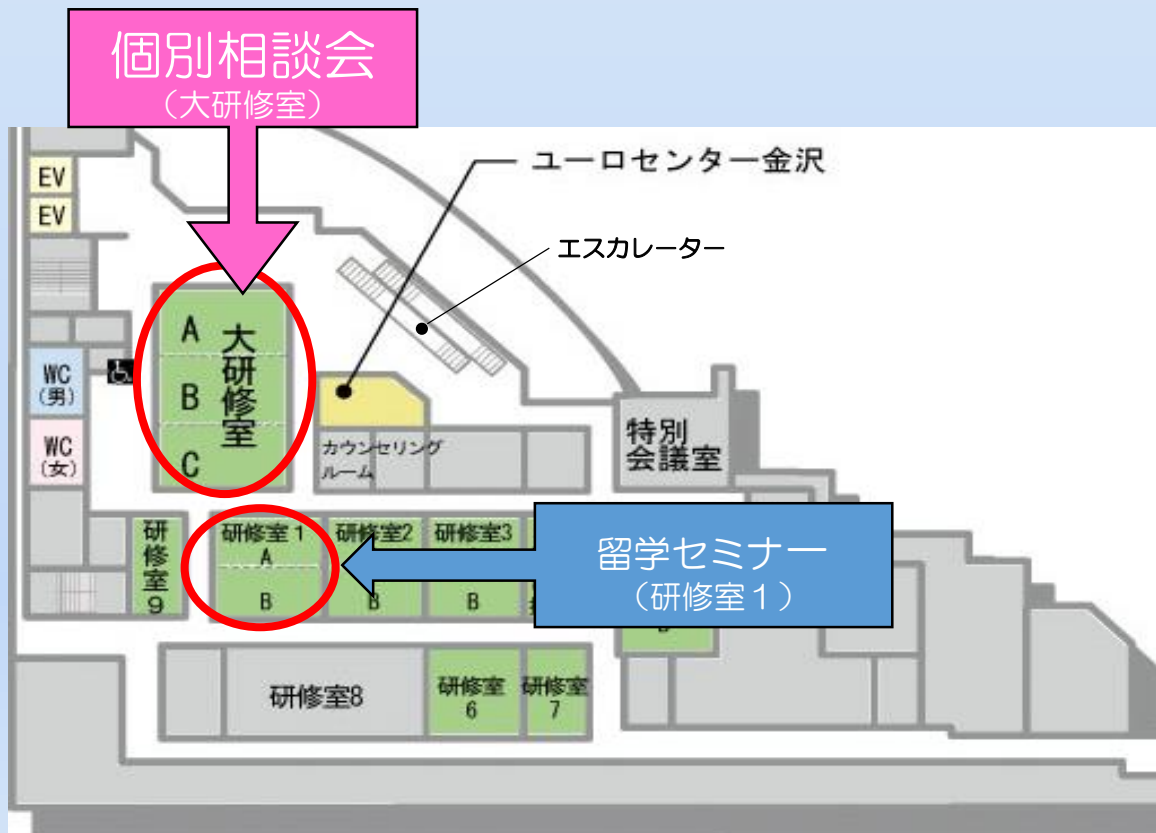 個別相談会
（大研修室）
EV
EV
ユーロセンター金沢
エスカレーター
A
B
C
大研修室
WC
（男）
WC
（女）
カウンセリング
ルーム
特別
会議室
研修室9
研修室1
A
B
研修室2
B
研修室3
B
留学セミナー
（研修室１）
研修室8
研修室
6
研修室
7